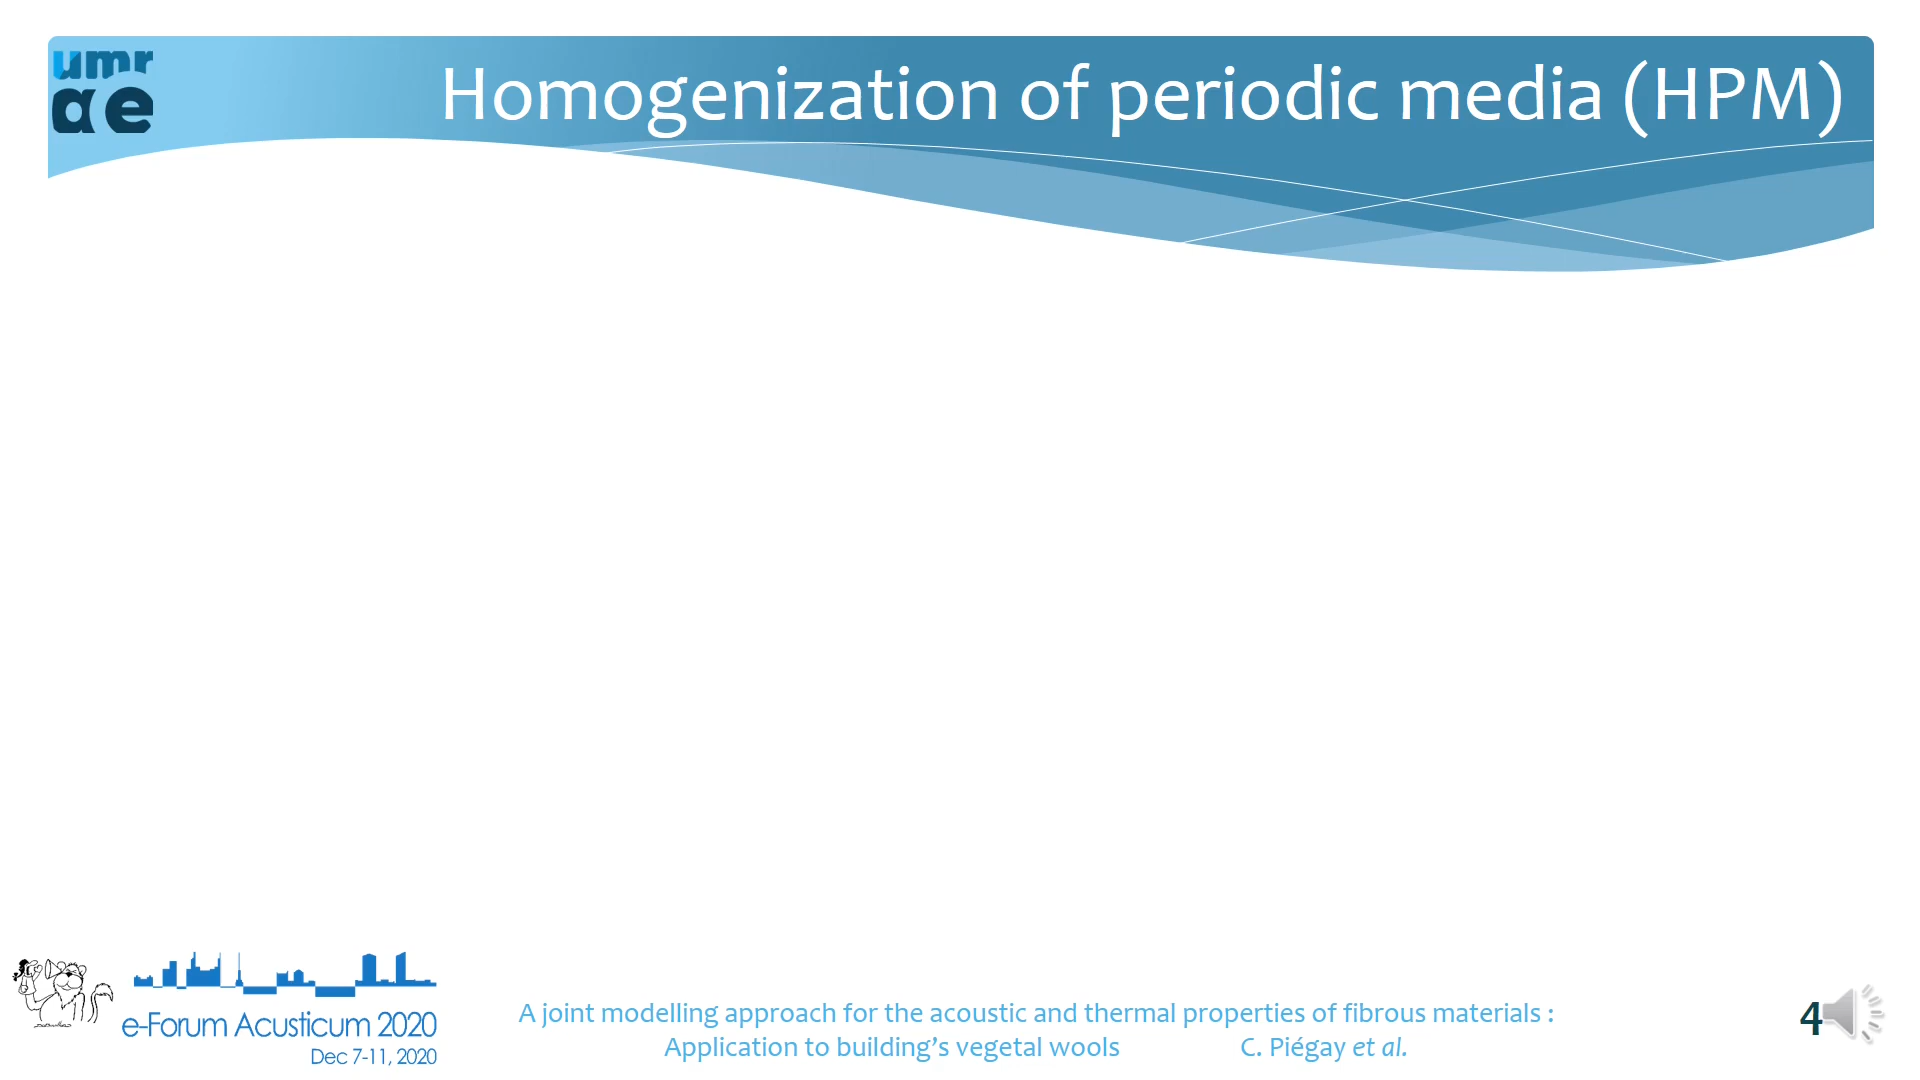 umr
ae
Homogenization of periodic media (HPM)
e-Forum Acusticum 2020
Dec 7-11, 2020
A joint modelling approach for the acoustic and thermal properties of fibrous materials :
Application to building’s vegetal wools C. Piégay et al.
4